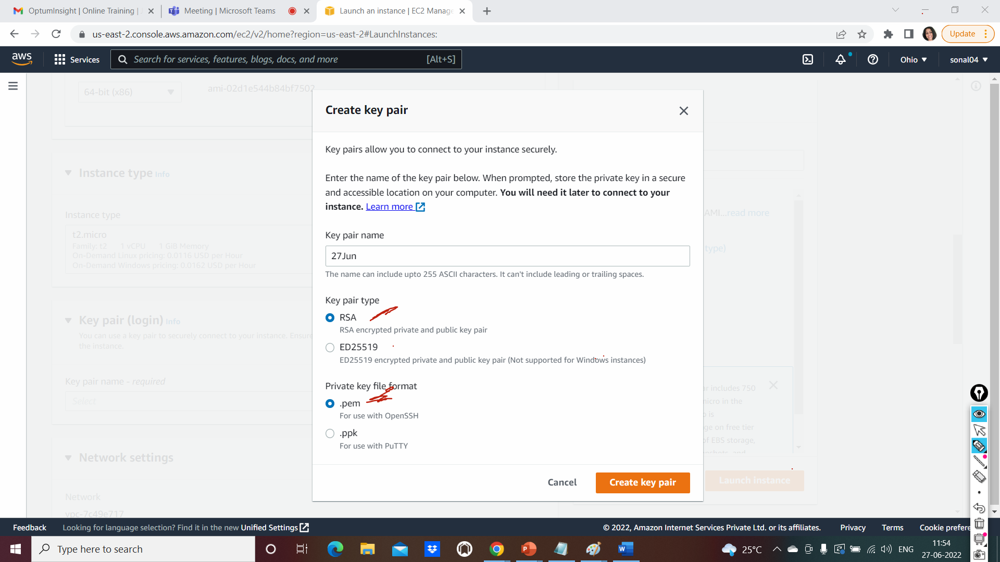 OptumInsight | Online Training |
Meeting | Microsoft Teams
Launch an instance | EC2 Manage
us-east-2.console.aws.amazon.com/ec2/v2/home?region=us-east-2#LaunchInstances:
Update
aws
Services
Search for services, features, blogs, docs, and more
[Alt+S]
Ohio
sonal04
64-bit (x86)
ami-02d1e544b84bf7502
Create key pair
Key pairs allow you to connect to your instance securely.
Instance type Info
Enter the name of the key pair below. When prompted, store the private key in a secure
and accessible location on your computer. You will need it later to connect to your
instance. Learn more
Instance type
AMI...read more
t2.micro
Family: t2 1 vCPU 1 GiB Memory
On-Demand Linux pricing: 0.0116 USD per Hour
On-Demand Windows pricing: 0.0162 USD per Hour
Key pair name
type)
27Jun
The name can include upto 255 ASCII characters. It can't include leading or trailing spaces.
Key pair type
RSA
RSA encrypted private and public key pair
Key pair (login) Info
You can use a key pair to securely connect to your instance. Ensure
the instance.
ED25519
ED25519 encrypted private and public key pair (Not supported for Windows instances)
Key pair name - required
Select
Private key file format
.pem
For use with OpenSSH
.ppk
For use with PuTTY
includes 750
in the
is
on free tier
of EBS storage,
and
Network settings
Cancel
Create key pair
Launch instance
Network
vpc-7c49e717
Feedback
Looking for language selection? Find it in the new Unified Settings
© 2022, Amazon Internet Services Private Ltd. or its affiliates.
Privacy
Terms
Cookie prefere
Type here to search
25°C
ENG
11:54
27-06-2022